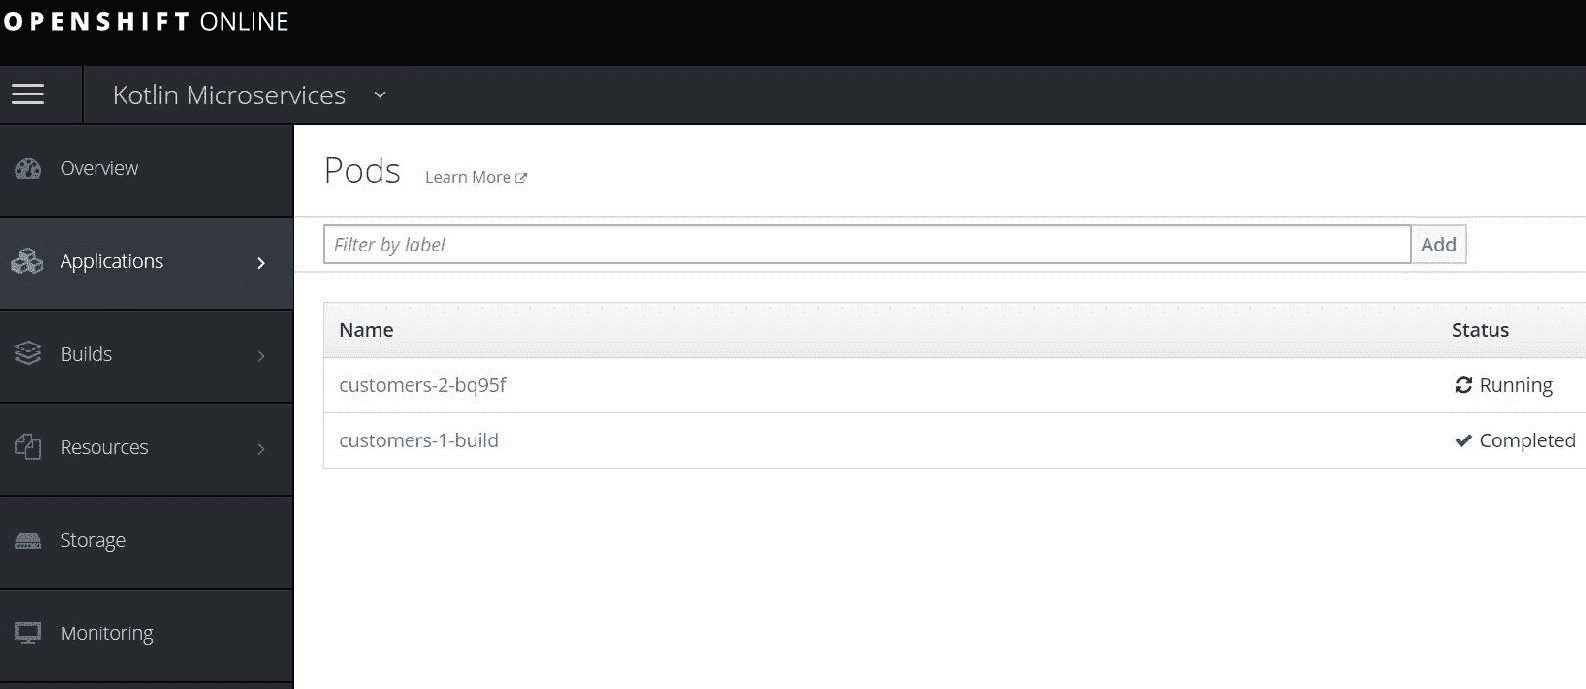 OPENSHIFT ONLINE
Kotlin Microservices
Overview
Applications
Builds
Resources
Storage
Monitoring
Pods Learn More
Filter by label Add
Name Status
customers-2-bq95f Running
customers-1-build Completed